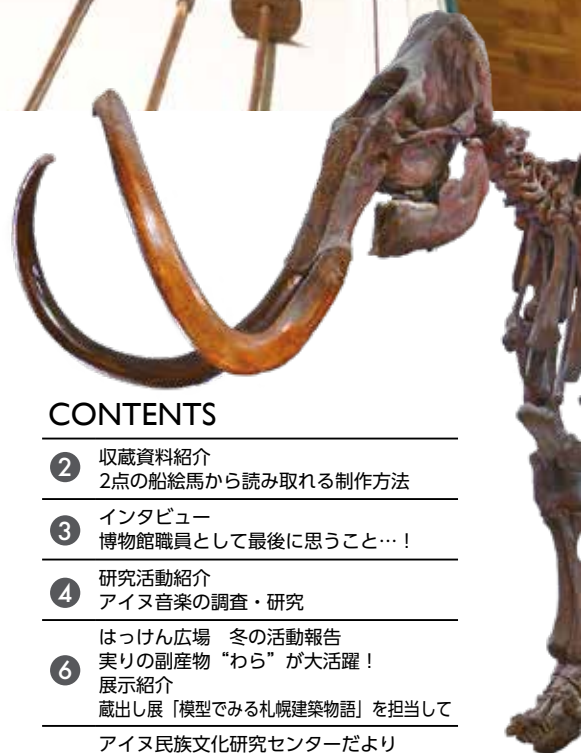 CONTENTS
2 収蔵資料紹介
2点の船絵馬から読み取れる制作方法
3 インタビュー
博物館職員として最後に思うこと…！
4 研究活動紹介
アイヌ音楽の調査・研究
はっけん広場　冬の活動報告
6 実りの副産物“わら”が大活躍！
展示紹介
蔵出し展「模型でみる札幌建築物語」を担当して
アイヌ民族文化研究センターだより